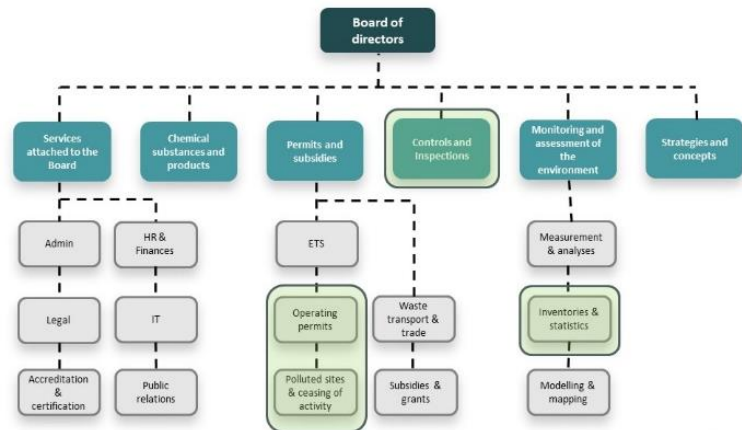 Board of
directors
Services
attached to the
Board
Chemical
substances and
products
Permits and
subsidies
Controls and
Inspections
Monitoring and
assessment of
the
environment
Strategies and
concepts
Admin
HR &
Finances
ETS
Measurement
& analyses
Legal
IT
Operating
permits
Waste
transport &
trade
Inventories &
statistics
Accreditation
&
certification
Public
relations
Polluted sites
& ceasing of
activity
Subsidies &
grants
Modelling &
mapping